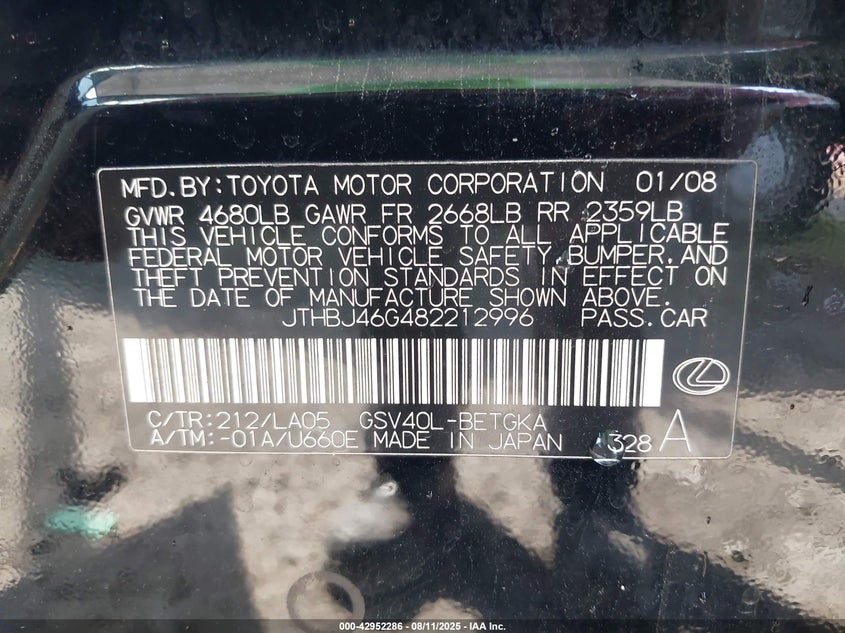 MFD.BY:TOYOTA MOTOR CORPORATION 01/08
GVWR 4680LB GAWR FR 2668LB RR 2359LB
THIS VEHICLE CONFORMS TO ALL APPLICABLE
FEDERAL MOTOR VEHICLE SAFETY,BUMPER,AND
THEFT PREVENTION STANDARDS IN EFFECT ON
THE DATE OF MANUFACTURE SHOWN ABOVE.
JTHBJ46G482212996 PASS.CAR
C/TR:212/LA05 GSV40L-BETGKA
A/TM:-01A/U660E MADE IN JAPAN 328 A
000-42952286 - 08/11/2025 - IAA Inc.